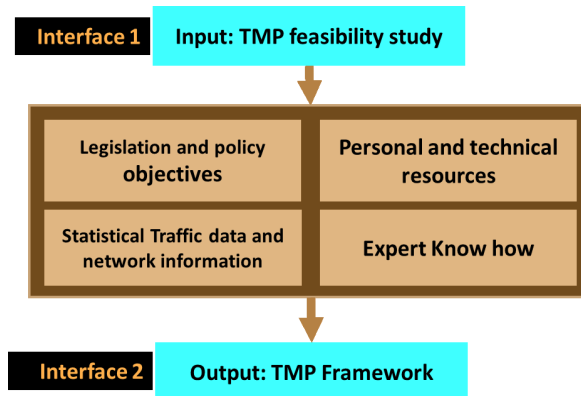 Interface 1
Input: TMP feasibility study
Legislation and policy
objectives
Personal and technical
resources
Statistical Traffic data and
network information
Expert Know how
Interface 2
Output: TMP Framework